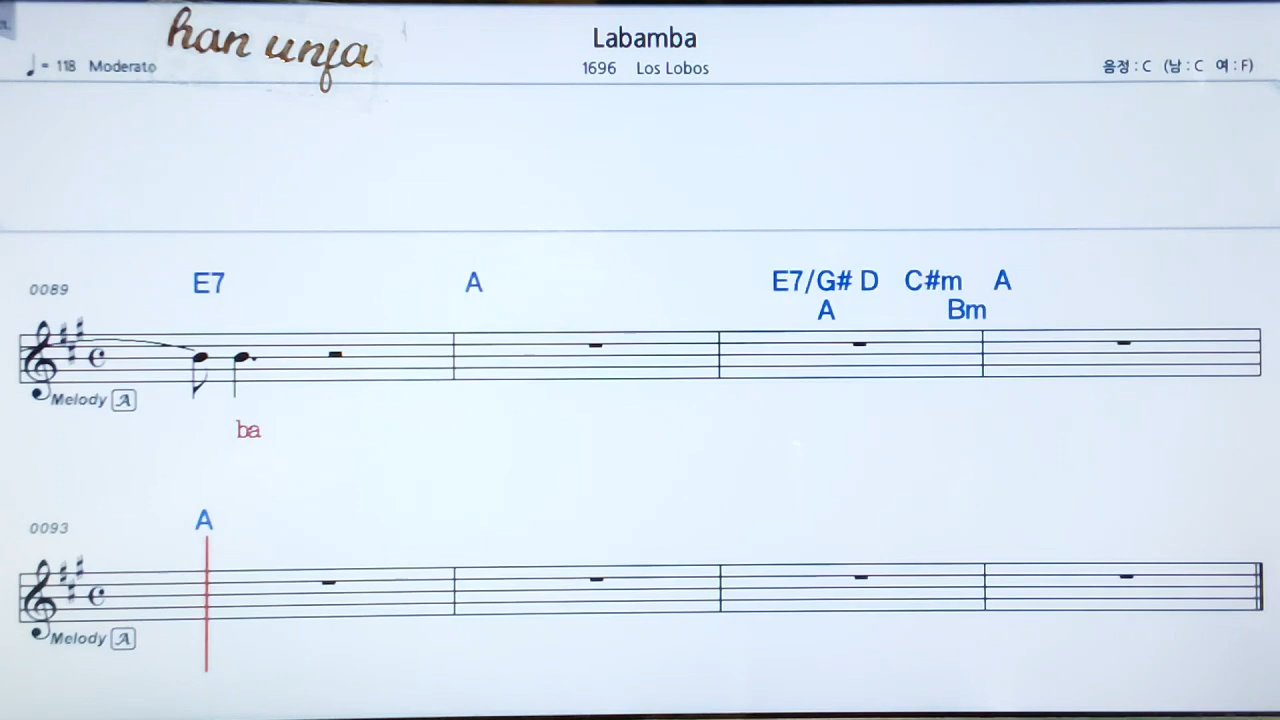 han unfa
Labamba
♩ = 118 Moderato
1696 Los Lobos
음정 : C (남 : C 여 : F)
0089
E7 A E7/G# D C#m A
A Bm
Melody A
ba
0093
A
Melody A